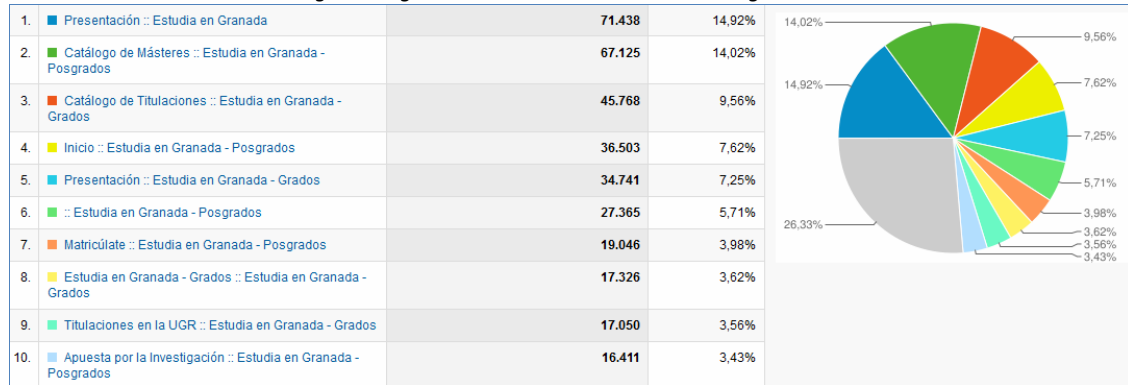 1. Presentación :: Estudia en Granada 71.438 14,92%
2. Catálogo de Másteres :: Estudia en Granada -
Posgrados 67.125 14,02%
3. Catálogo de Titulaciones :: Estudia en Granada -
Grados 45.768 9,56%
4. Inicio :: Estudia en Granada - Posgrados 36.503 7,62%
5. Presentación :: Estudia en Granada - Grados 34.741 7,25%
6. :: Estudia en Granada - Posgrados 27.365 5,71%
7. Matricúlate :: Estudia en Granada - Posgrados 19.046 3,98%
8. Estudia en Granada - Grados :: Estudia en Granada -
Grados 17.326 3,62%
9. Titulaciones en la UGR :: Estudia en Granada - Grados 17.050 3,56%
10. Apuesta por la Investigación :: Estudia en Granada -
Posgrados 16.411 3,43%
14,02%
9,56%
7,62%
14,92%
7,25%
5,71%
3,98%
26,33%
3,62%
3,56%
3,43%